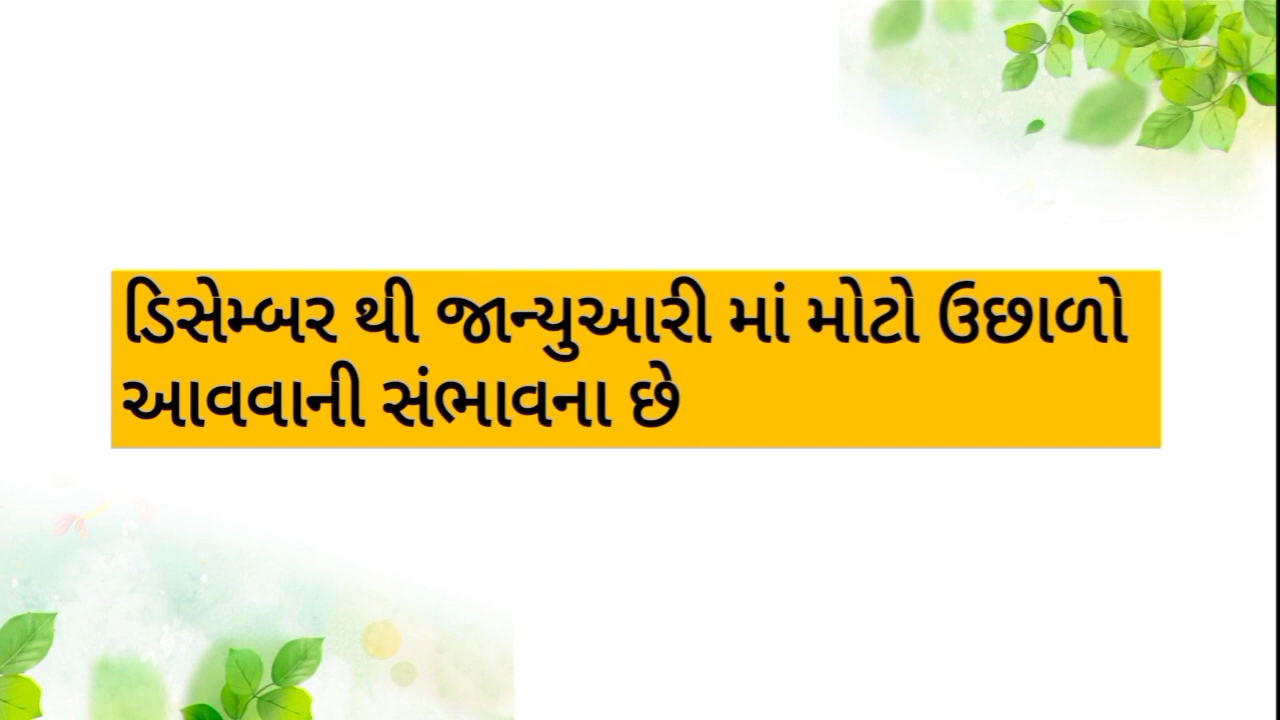 ડિસેમ્બર થી જાન્યુઆરી માં મોટો ઉછાળો
આવવાની સંભાવના છે